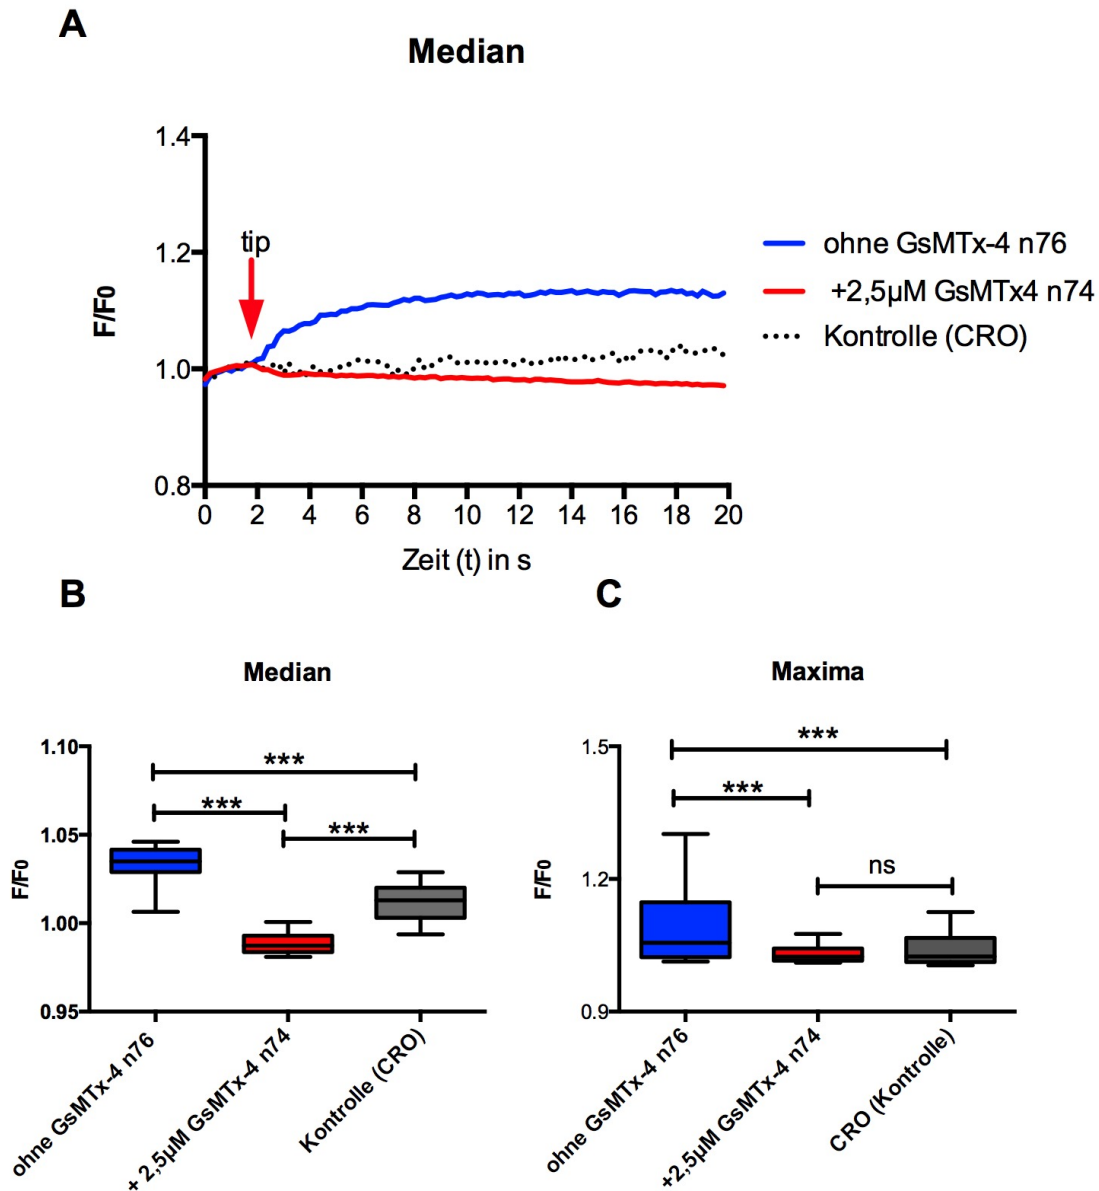 A
Median
1.4
1.2
1.0
0.8
F/F0
tip
0 2 4 6 8 10 12 14 16 18 20
Zeit (t) in s
ohne GsMTx-4 n76
+2,5µM GsMTx4 n74
Kontrolle (CRO)
B
Median
1.10
1.05
1.00
0.95
F/F0
***
***
***
ohne GsMTx-4 n76
+ 2,5µM GsMTx-4 n74
Kontrolle (CRO)
C
Maxima
1.5
1.2
0.9
F/F0
***
***
ns
ohne GsMTx-4 n76
+2,5µM GsMTx-4 n74
CRO (Kontrolle)